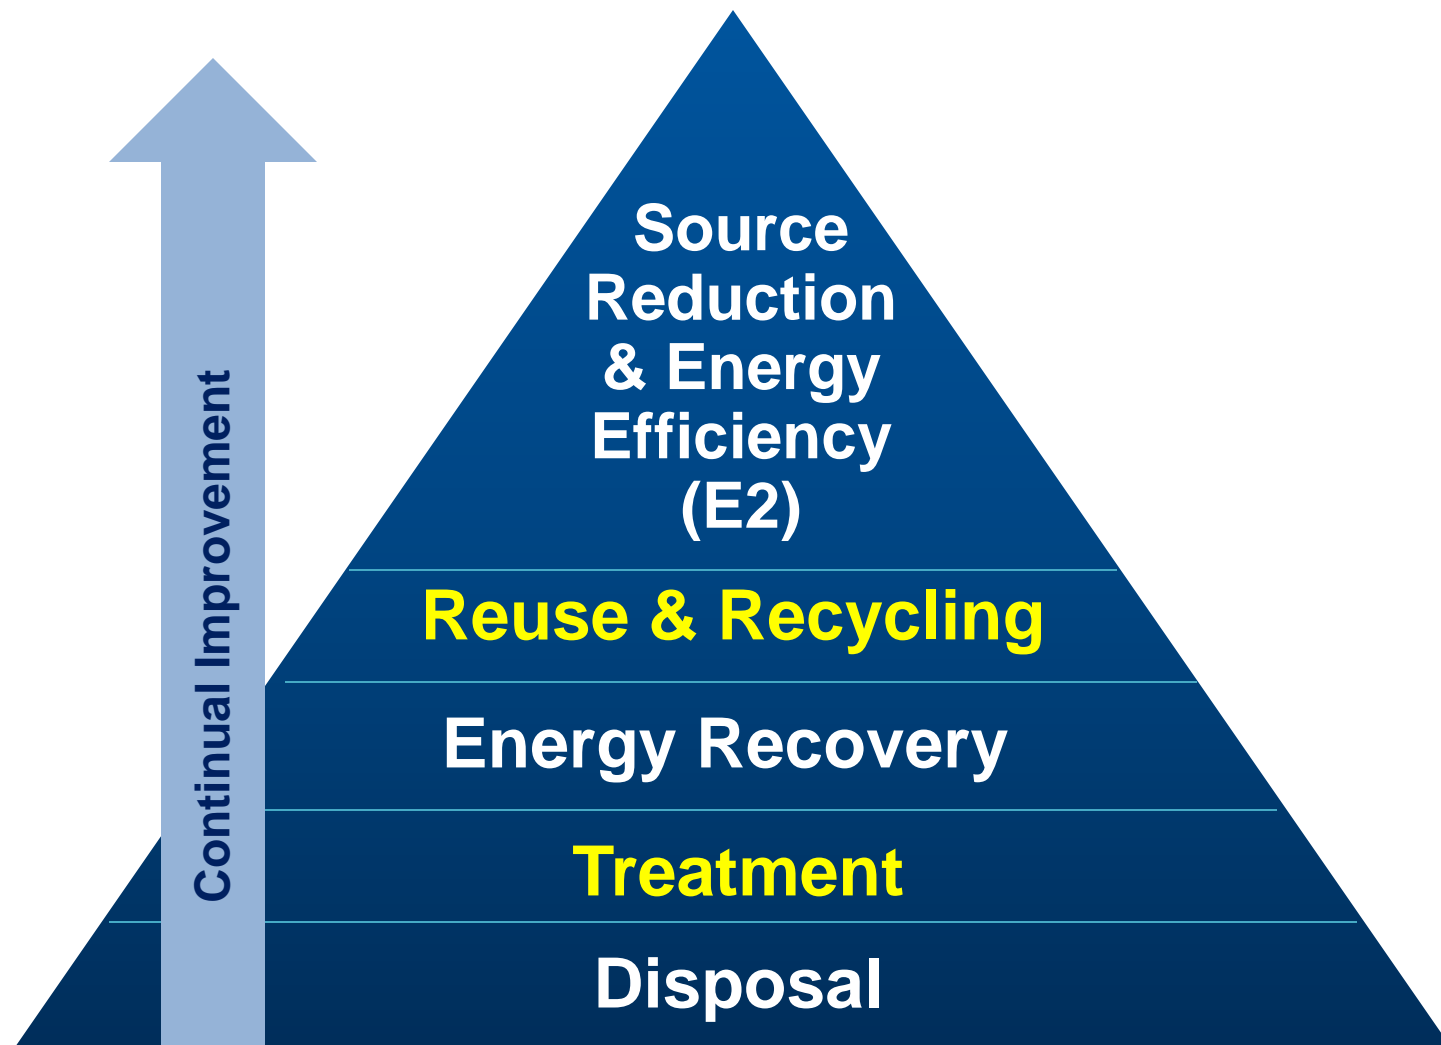 Source
Reduction
& Energy
Efficiency
(E2)
Reuse & Recycling
Energy Recovery
Treatment
Disposal
Continual Improvement